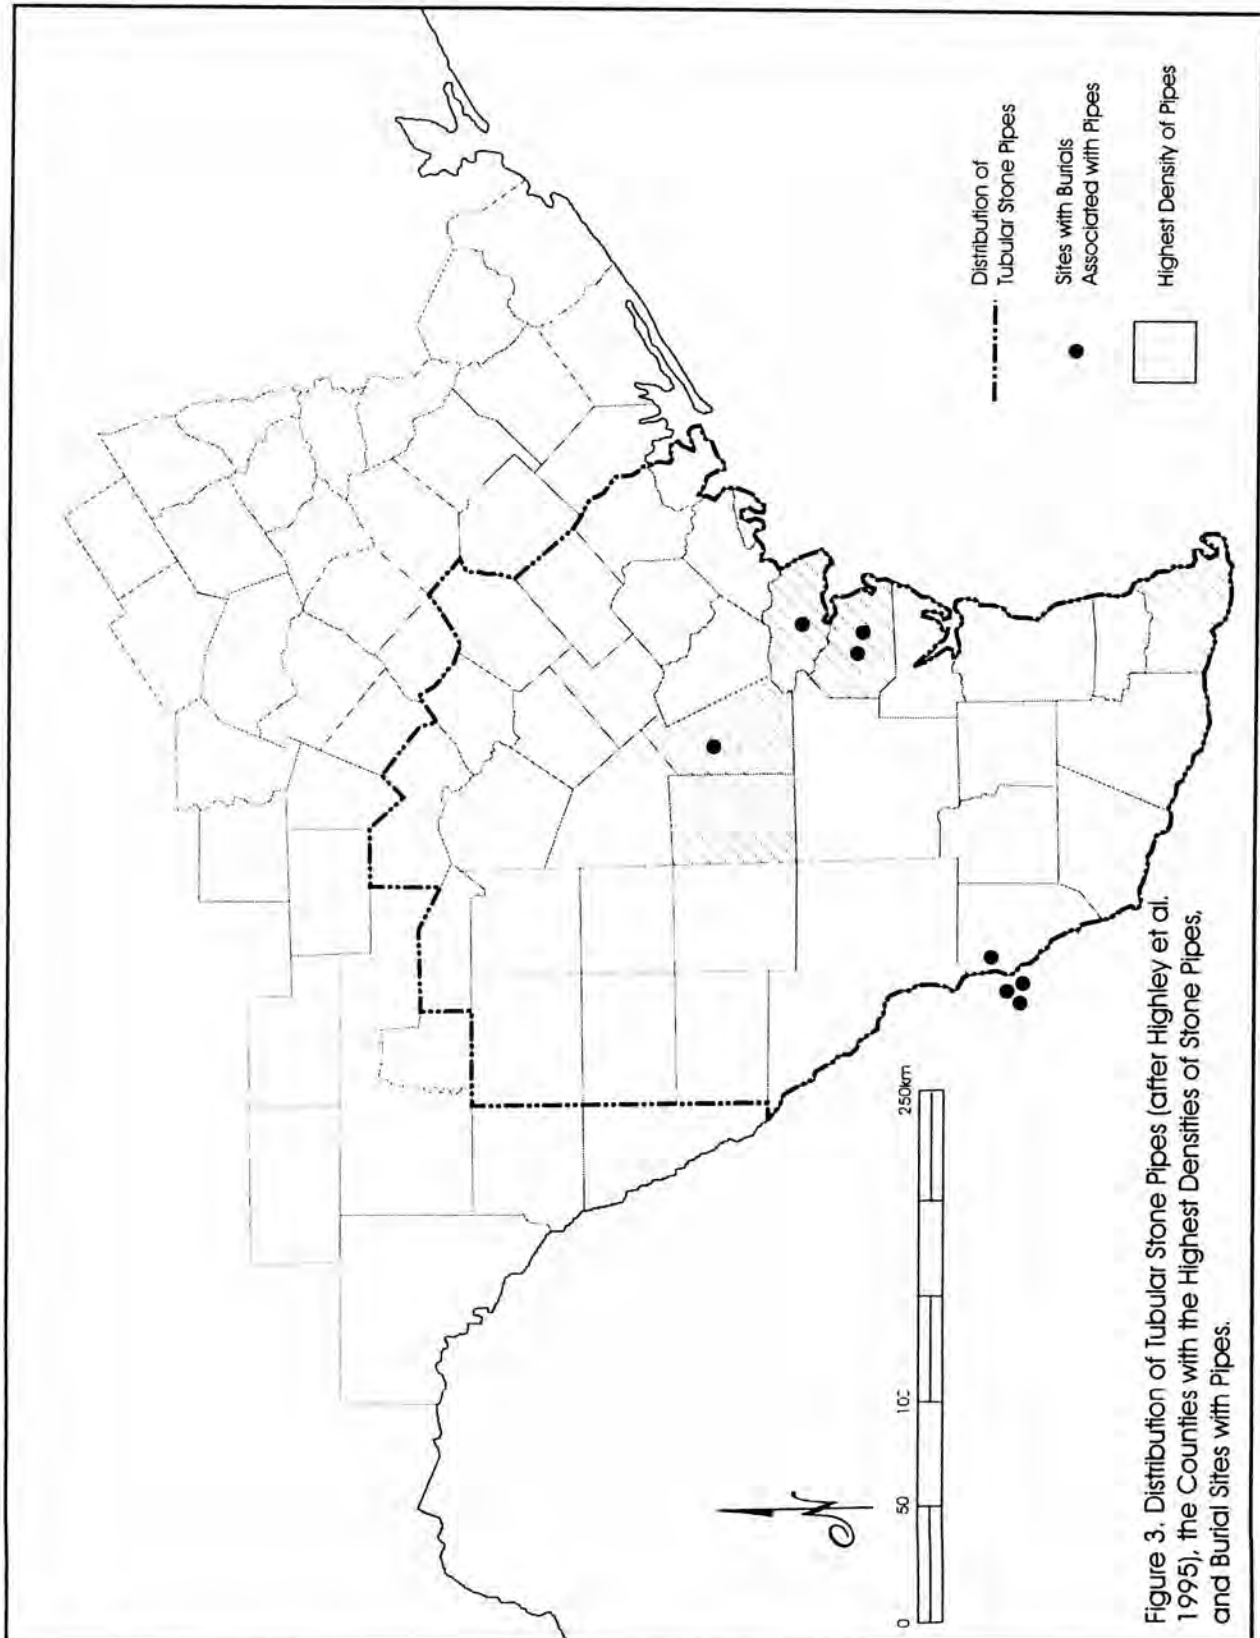 Distribution of
Tubular Stone Pipes
Sites with Burials
Associated with Pipes
Highest Density of Pipes
N
0
50
10
250km
Figure 3. Distribution of Tubular Stone Pipes (after Highley et al.
1995), the Counties with the Highest Densities of Stone Pipes,
and Burial Sites with Pipes.